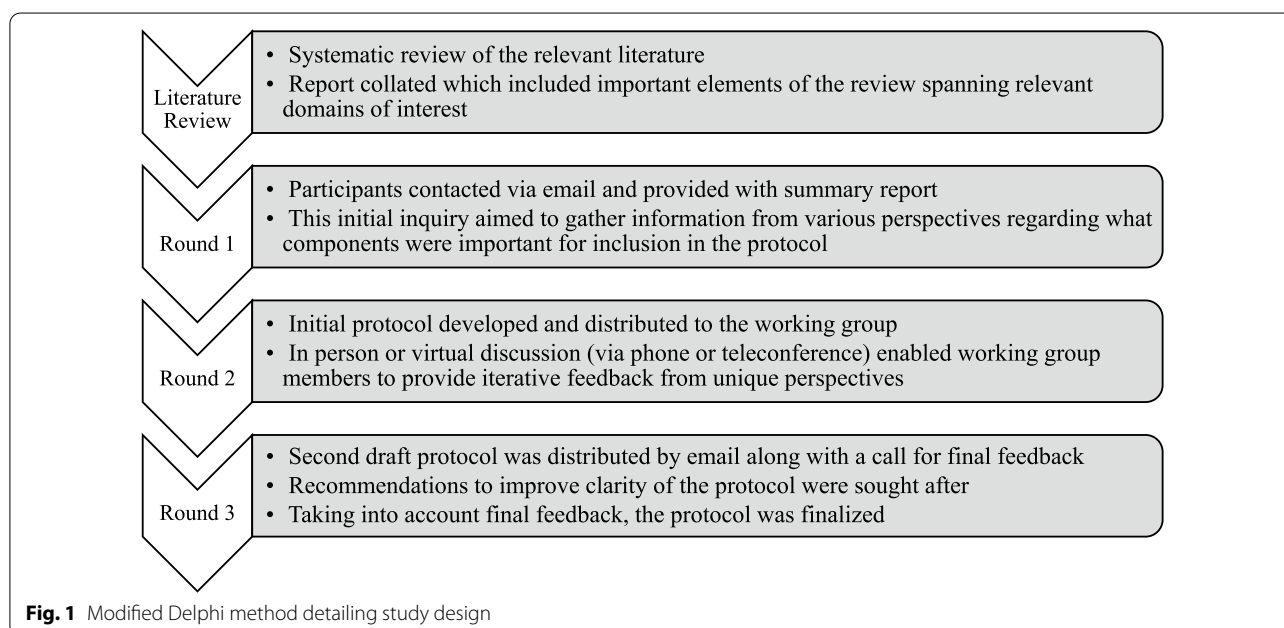 Literature
Review
• Systematic review of the relevant literature
• Report collated which included important elements of the review spanning relevant
domains of interest
Round 1
• Participants contacted via email and provided with summary report
• This initial inquiry aimed to gather information from various perspectives regarding what
components were important for inclusion in the protocol
Round 2
• Initial protocol developed and distributed to the working group
• In person or virtual discussion (via phone or teleconference) enabled working group
members to provide iterative feedback from unique perspectives
Round 3
• Second draft protocol was distributed by email along with a call for final feedback
• Recommendations to improve clarity of the protocol were sought after
• Taking into account final feedback, the protocol was finalized
Fig. 1 Modified Delphi method detailing study design